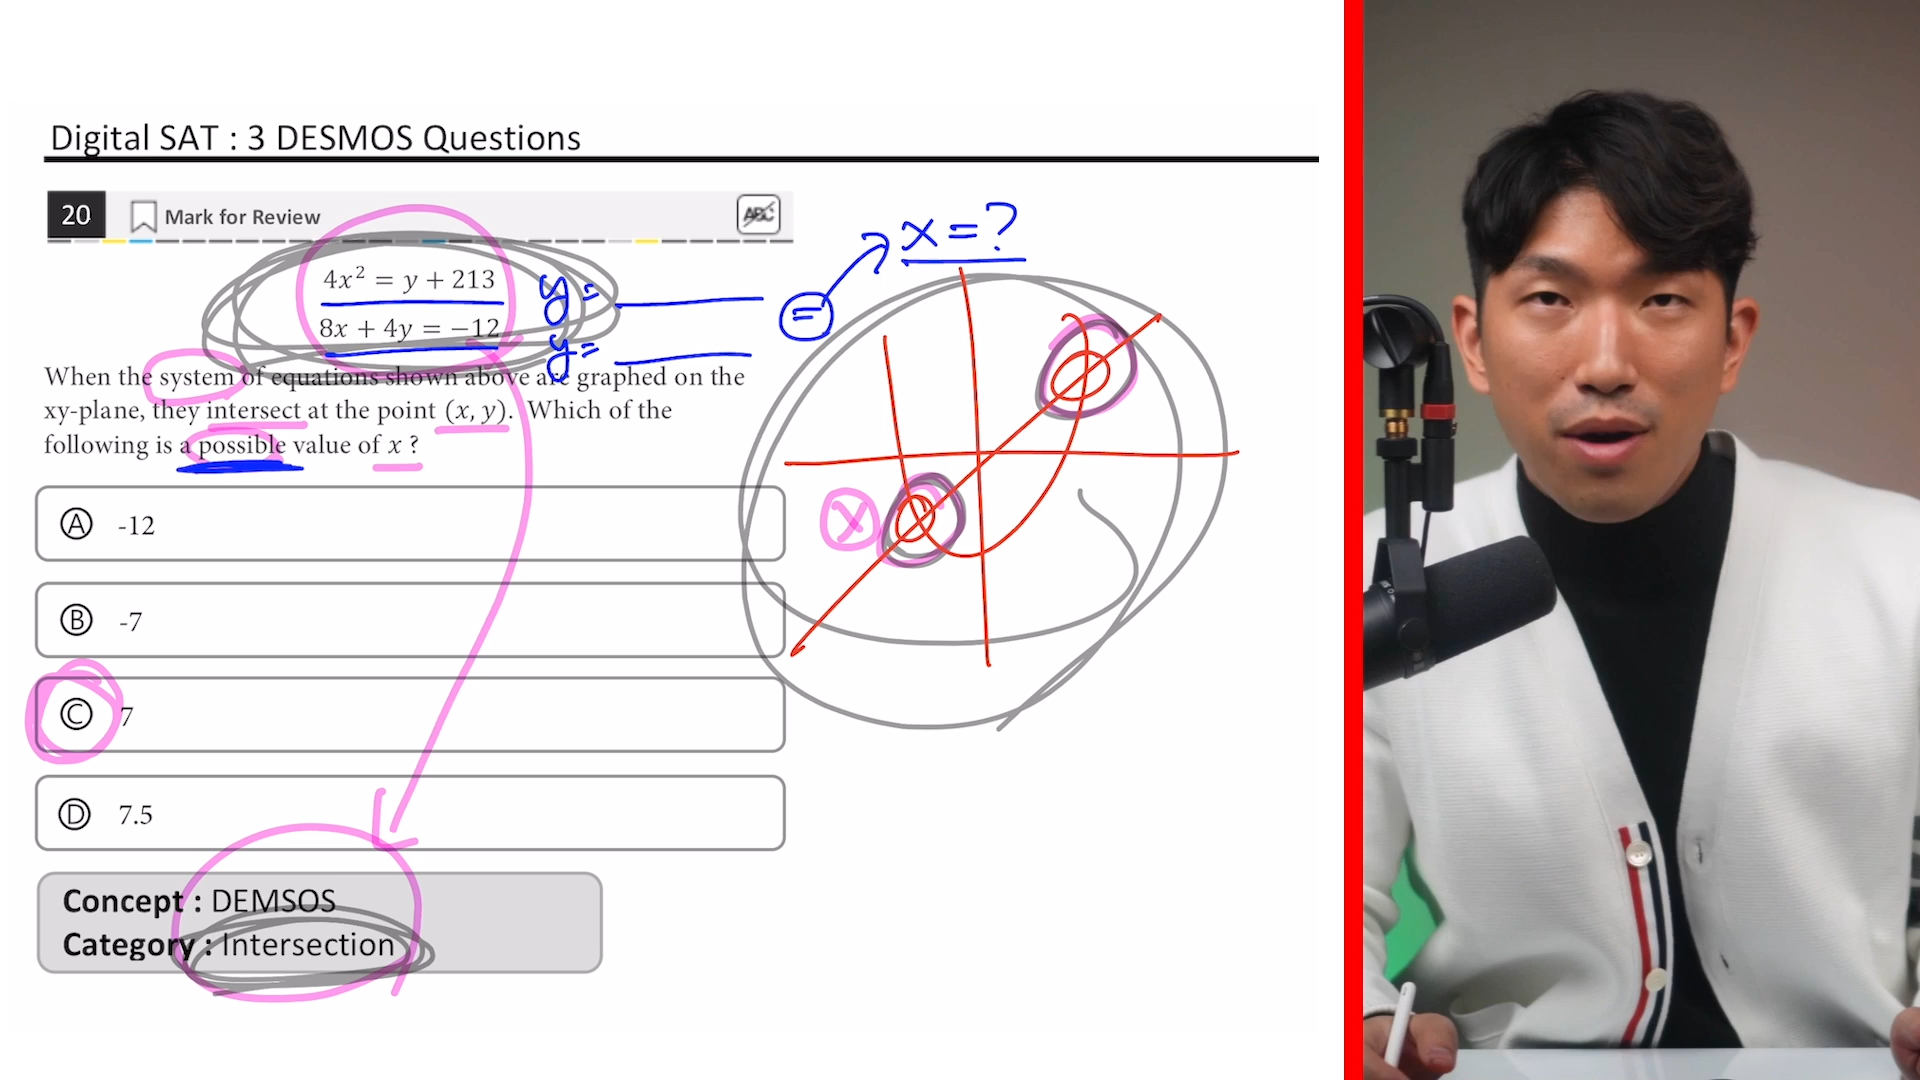 Digital SAT : 3 DESMOS Questions
20 Mark for Review ABC
4x² = y + 213 y =
8x + 4y = −12 y =
= x = ?
When the system of equations shown above are graphed on the
xy-plane, they intersect at the point (x, y). Which of the
following is a possible value of x ?
A -12
B -7
C 7
D 7.5
X
Concept : DEMSOS
Category : Intersection